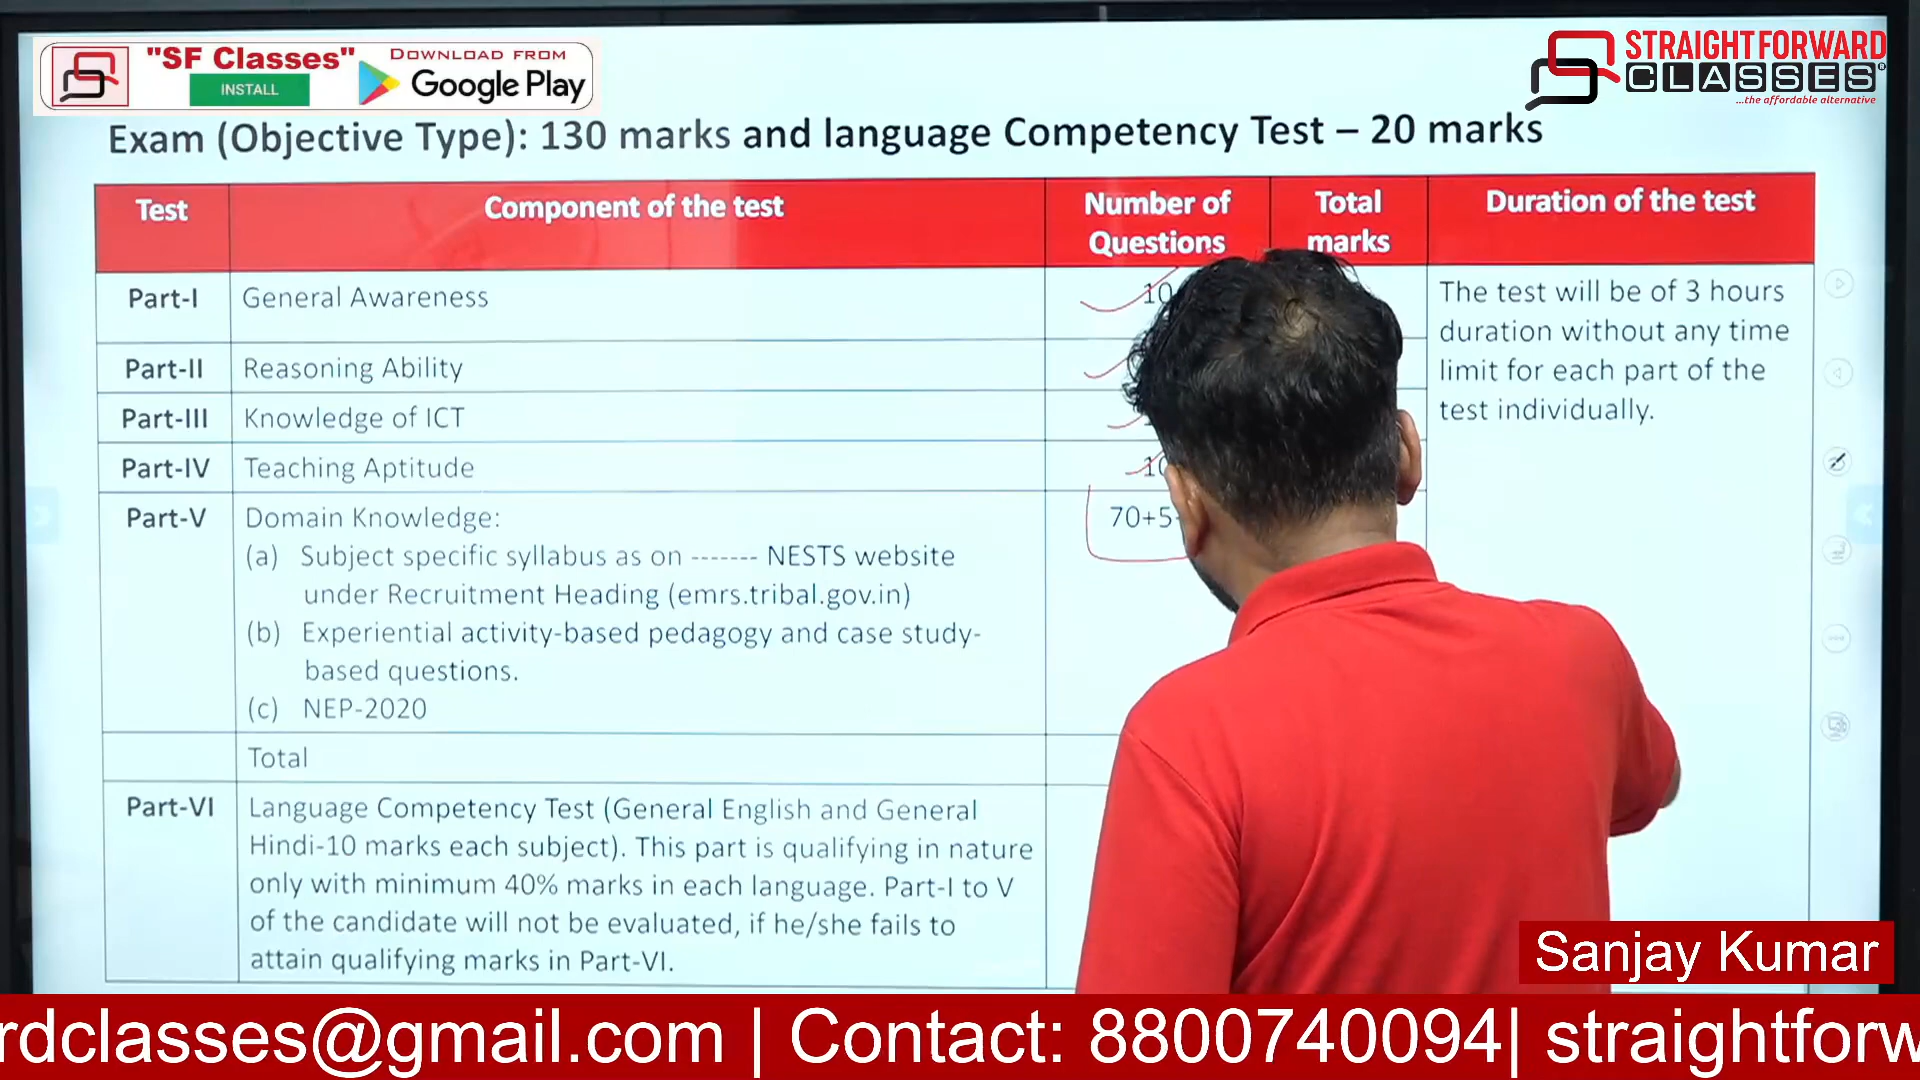 "SF Classes"
INSTALL
DOWNLOAD FROM
Google Play
STRAIGHTFORWARD
CLASSES®
...the affordable alternative
Exam (Objective Type): 130 marks and language Competency Test – 20 marks
Test
Component of the test
Number of
Questions
Total
marks
Duration of the test
Part-I
General Awareness
10
The test will be of 3 hours
duration without any time
limit for each part of the
test individually.
Part-II
Reasoning Ability
Part-III
Knowledge of ICT
Part-IV
Teaching Aptitude
10
Part-V
Domain Knowledge:
70+5
(a) Subject specific syllabus as on ------- NESTS website
under Recruitment Heading (emrs.tribal.gov.in)
(b) Experiential activity-based pedagogy and case study-
based questions.
(c) NEP-2020
Total
Part-VI
Language Competency Test (General English and General
Hindi-10 marks each subject). This part is qualifying in nature
only with minimum 40% marks in each language. Part-I to V
of the candidate will not be evaluated, if he/she fails to
attain qualifying marks in Part-VI.
Sanjay Kumar
rdclasses@gmail.com | Contact: 8800740094| straightforw